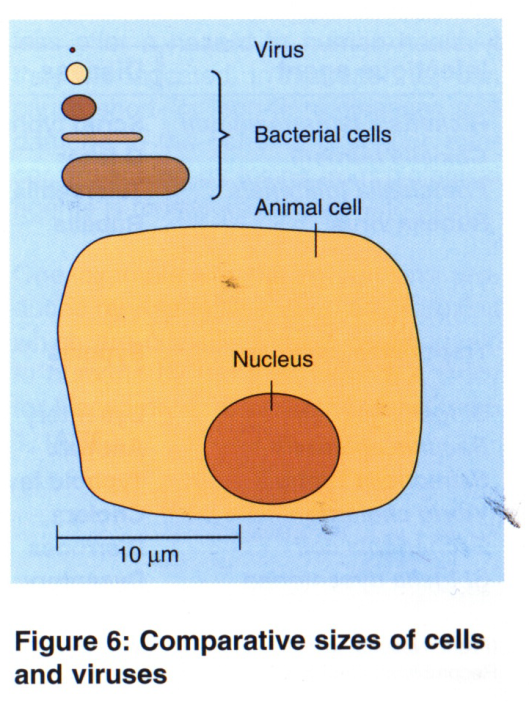 Virus
Bacterial cells
Animal cell
Nucleus
10 μm
Figure 6: Comparative sizes of cells
and viruses